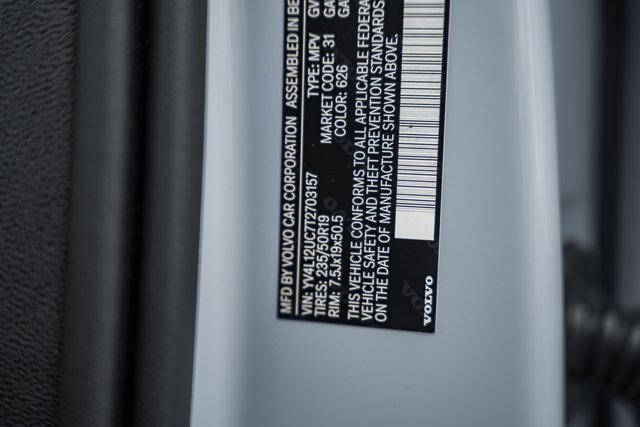 MFD BY VOLVO CAR CORPORATION ASSEMBLED IN BE
VIN: YV4L12UC7T2703157 TYPE: MPV GV
TIRES: 235/50R19 MARKET CODE: 31 GA
RIM: 7.5Jx19x50.5 COLOR: 626 GA
THIS VEHICLE CONFORMS TO ALL APPLICABLE FEDERA
VEHICLE SAFETY AND THEFT PREVENTION STANDARDS
ON THE DATE OF MANUFACTURE SHOWN ABOVE.
VOLVO